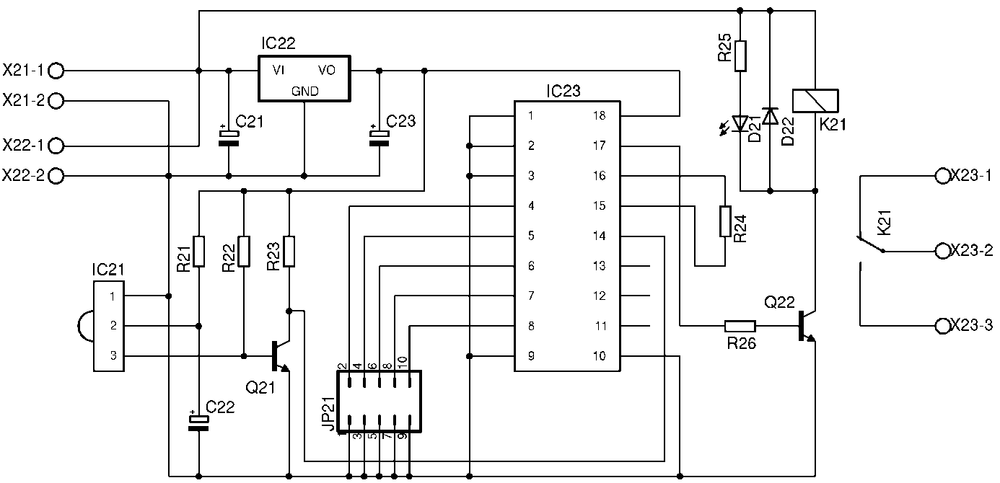 IC22
R25
X21-1
VI VO
GND
X21-2
IC23
C21
C23
1 18
D21
D22
K21
X22-1
2 17
X22-2
3 16
X23-1
4 15
R24
K21
5 14
R21
R22
R23
X23-2
IC21
6 13
1
7 12
Q22
2
8 11
X23-3
R26
3
9 10
2 4 6 8 10
Q21
JP21
C22
1 3 5 7 9